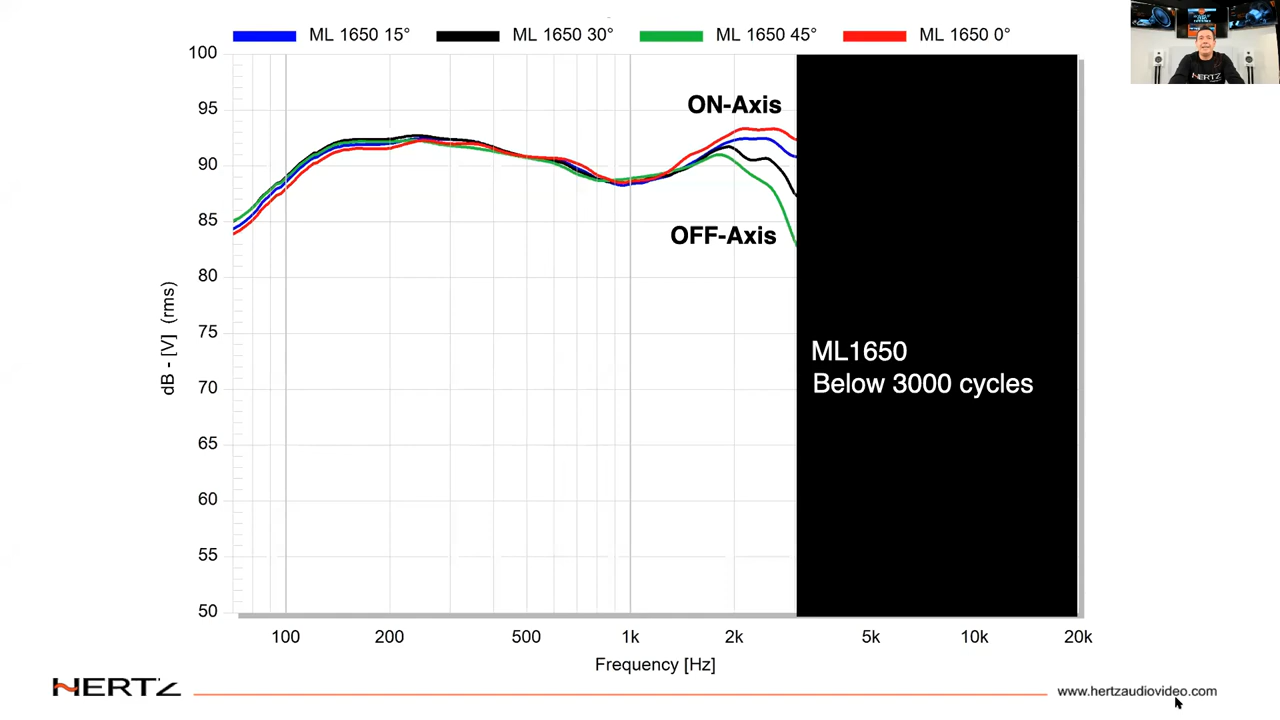 ML 1650 15° ML 1650 30° ML 1650 45° ML 1650 0°
100
95
90
85
80
75
70
65
60
55
50
dB - [V] (rms)
ON-Axis
OFF-Axis
ML1650
Below 3000 cycles
100 200 500 1k 2k 5k 10k 20k
Frequency [Hz]
HERTZ
www.hertzaudiovideo.com
HERTZ